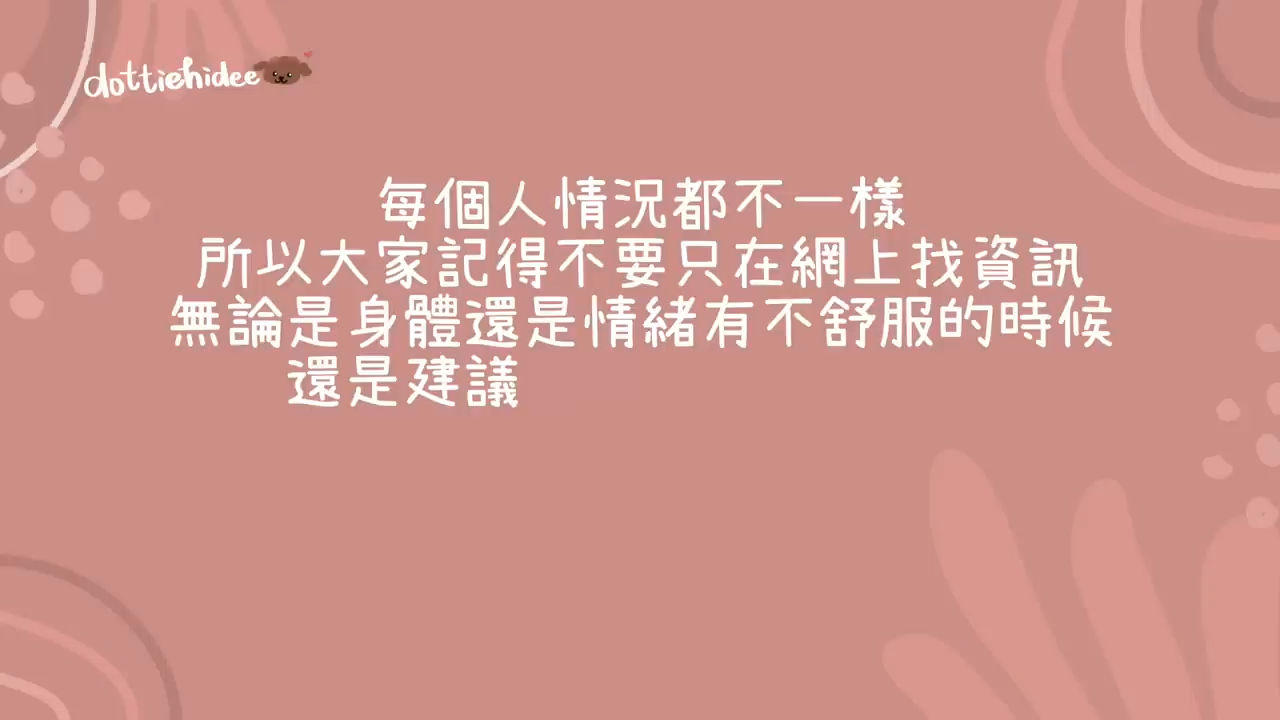 dottiehidee
每個人情況都不一樣
所以大家記得不要只在網上找資訊
無論是身體還是情緒有不舒服的時候
還是建議